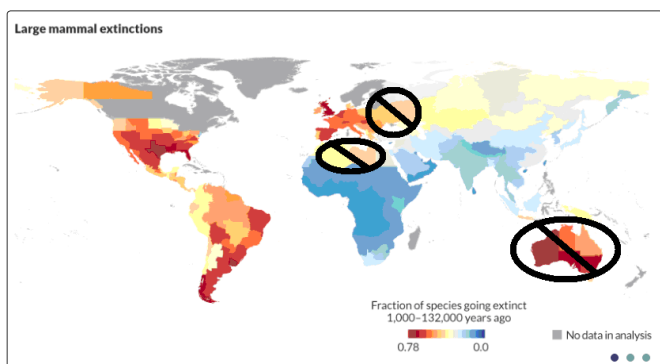 Large mammal extinctions
Fraction of species going extinct
1,000–132,000 years ago
0.78
0.0
No data in analysis